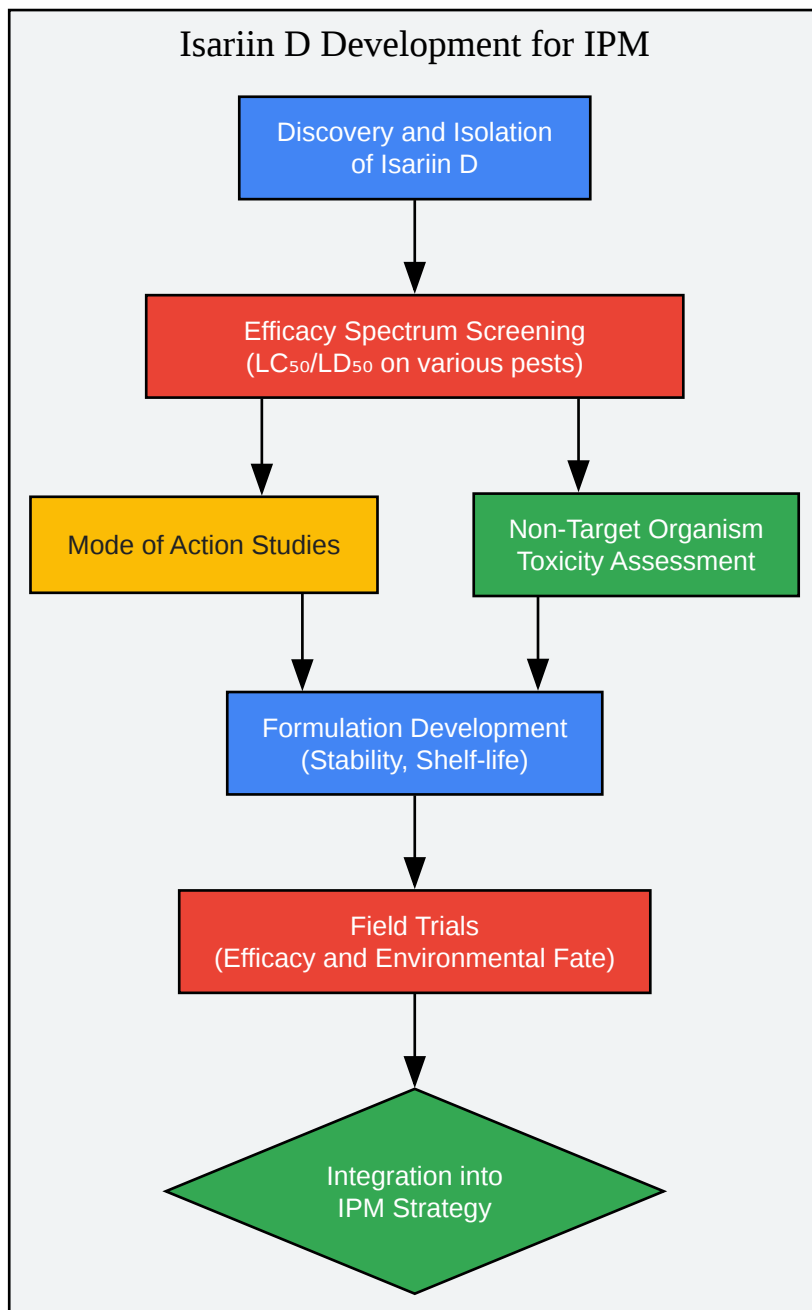 Isariin D Development for IPM
Discovery and Isolation
of Isariin D
Efficacy Spectrum Screening
(LC₅₀/LD₅₀ on various pests)
Mode of Action Studies
Non-Target Organism
Toxicity Assessment
Formulation Development
(Stability, Shelf-life)
Field Trials
(Efficacy and Environmental Fate)
Integration into
IPM Strategy